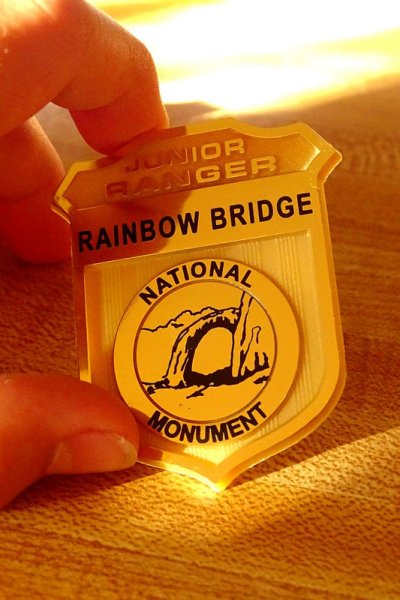 JUNIOR
RANGER
RAINBOW BRIDGE
NATIONAL
MONUMENT